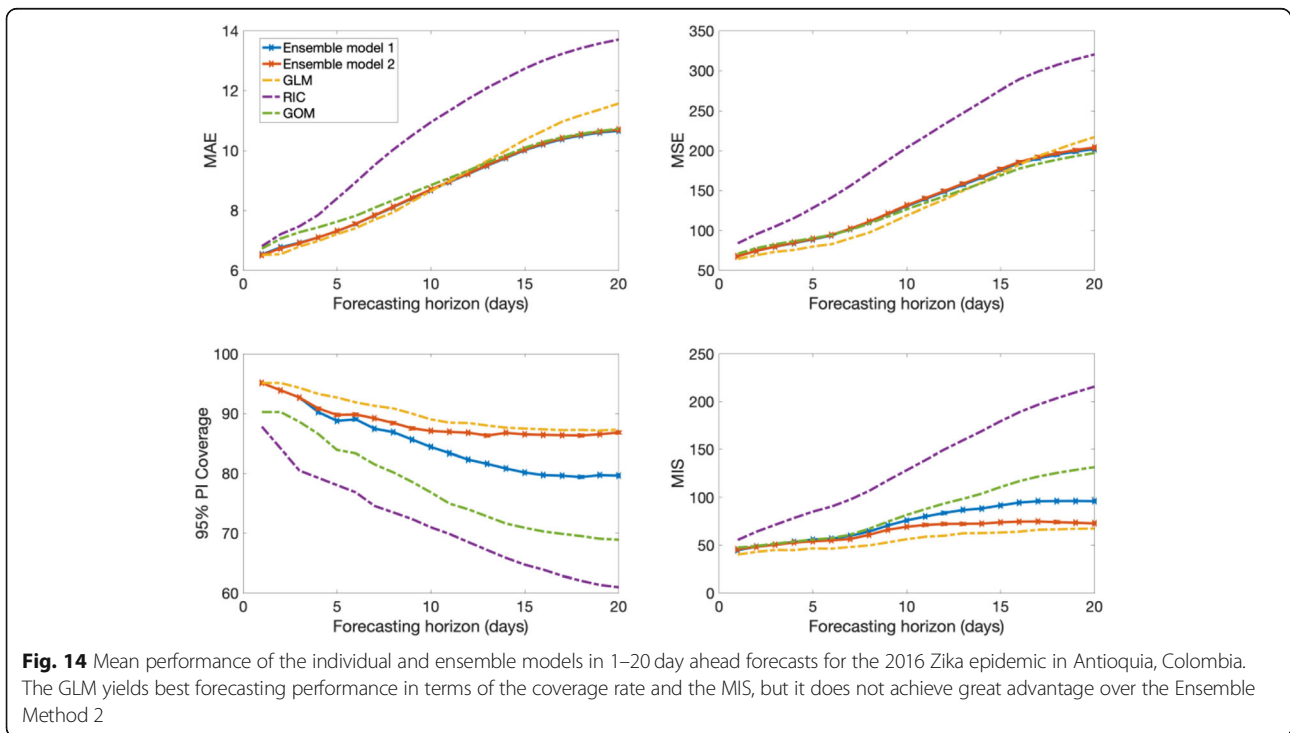 14
12
10
8
6
MAE
Ensemble model 1
Ensemble model 2
GLM
RIC
GOM
0 5 10 15 20
Forecasting horizon (days)
350
300
250
200
150
100
50
MSE
0 5 10 15 20
Forecasting horizon (days)
100
90
80
70
60
95% PI Coverage
0 5 10 15 20
Forecasting horizon (days)
250
200
150
100
50
0
MIS
0 5 10 15 20
Forecasting horizon (days)
Fig. 14 Mean performance of the individual and ensemble models in 1–20 day ahead forecasts for the 2016 Zika epidemic in Antioquia, Colombia.
The GLM yields best forecasting performance in terms of the coverage rate and the MIS, but it does not achieve great advantage over the Ensemble
Method 2